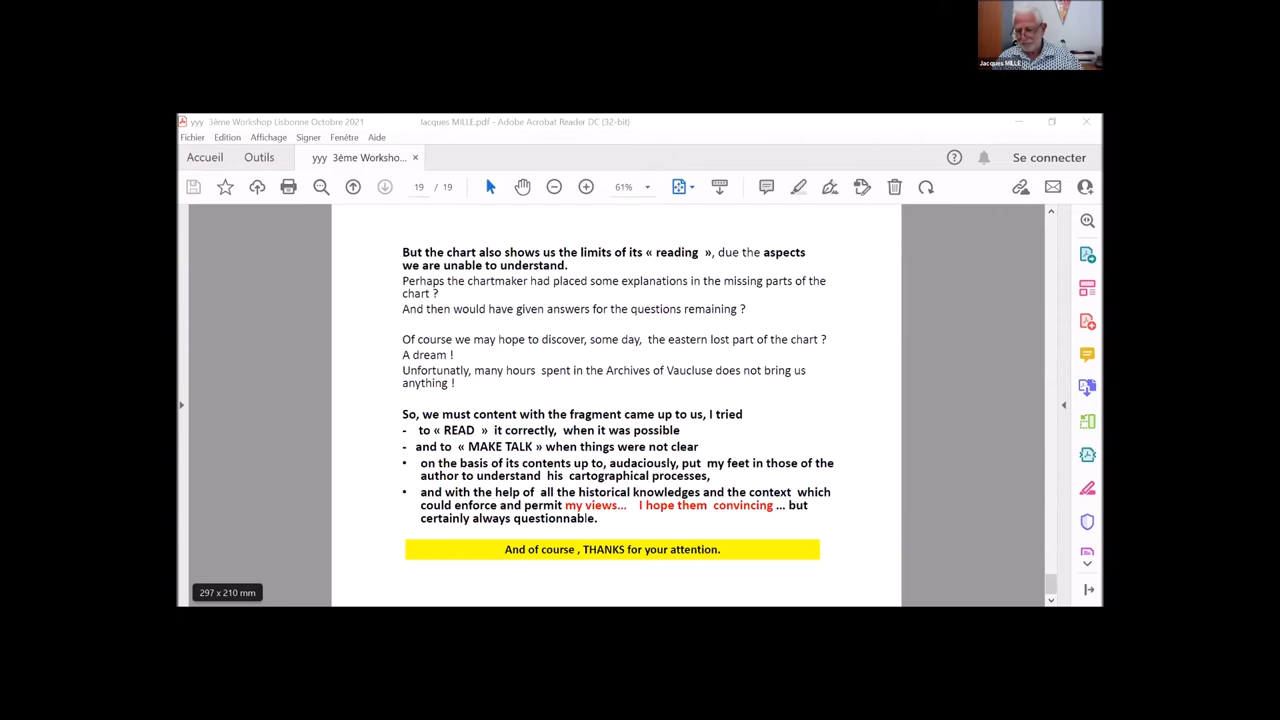 Jacques MILLE
yyy 3ème Workshop Lisbonne Octobre 2021 Jacques MILLE.pdf - Adobe Acrobat Reader DC (32-bit)
Fichier Edition Affichage Signer Fenêtre Aide
Accueil Outils yyy 3ème Worksho... × Se connecter
19 / 19 61%
But the chart also shows us the limits of its « reading », due the aspects
we are unable to understand.
Perhaps the chartmaker had placed some explanations in the missing parts of the
chart ?
And then would have given answers for the questions remaining ?
Of course we may hope to discover, some day, the eastern lost part of the chart ?
A dream !
Unfortunatly, many hours spent in the Archives of Vaucluse does not bring us
anything !
So, we must content with the fragment came up to us, I tried
- to « READ » it correctly, when it was possible
- and to « MAKE TALK » when things were not clear
• on the basis of its contents up to, audaciously, put my feet in those of the
author to understand his cartographical processes,
• and with the help of all the historical knowledges and the context which
could enforce and permit my views... I hope them convincing ... but
certainly always questionnable.
And of course , THANKS for your attention.
297 x 210 mm